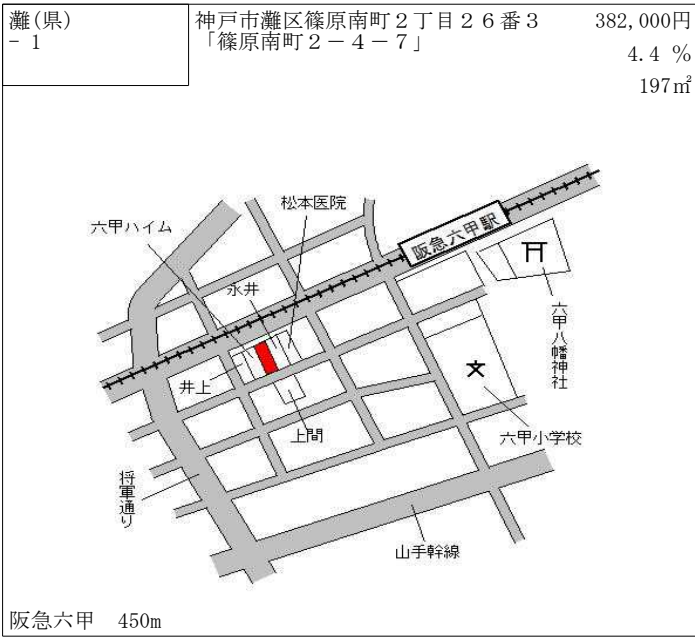 灘(県)
- 1
神戸市灘区篠原南町２丁目２６番３
「篠原南町２－４－７」
382,000円
4.4 %
197㎡
松本医院
六甲ハイム
阪急六甲駅
永井
六甲八幡神社
井上
上間
六甲小学校
将軍通り
山手幹線
阪急六甲 450m